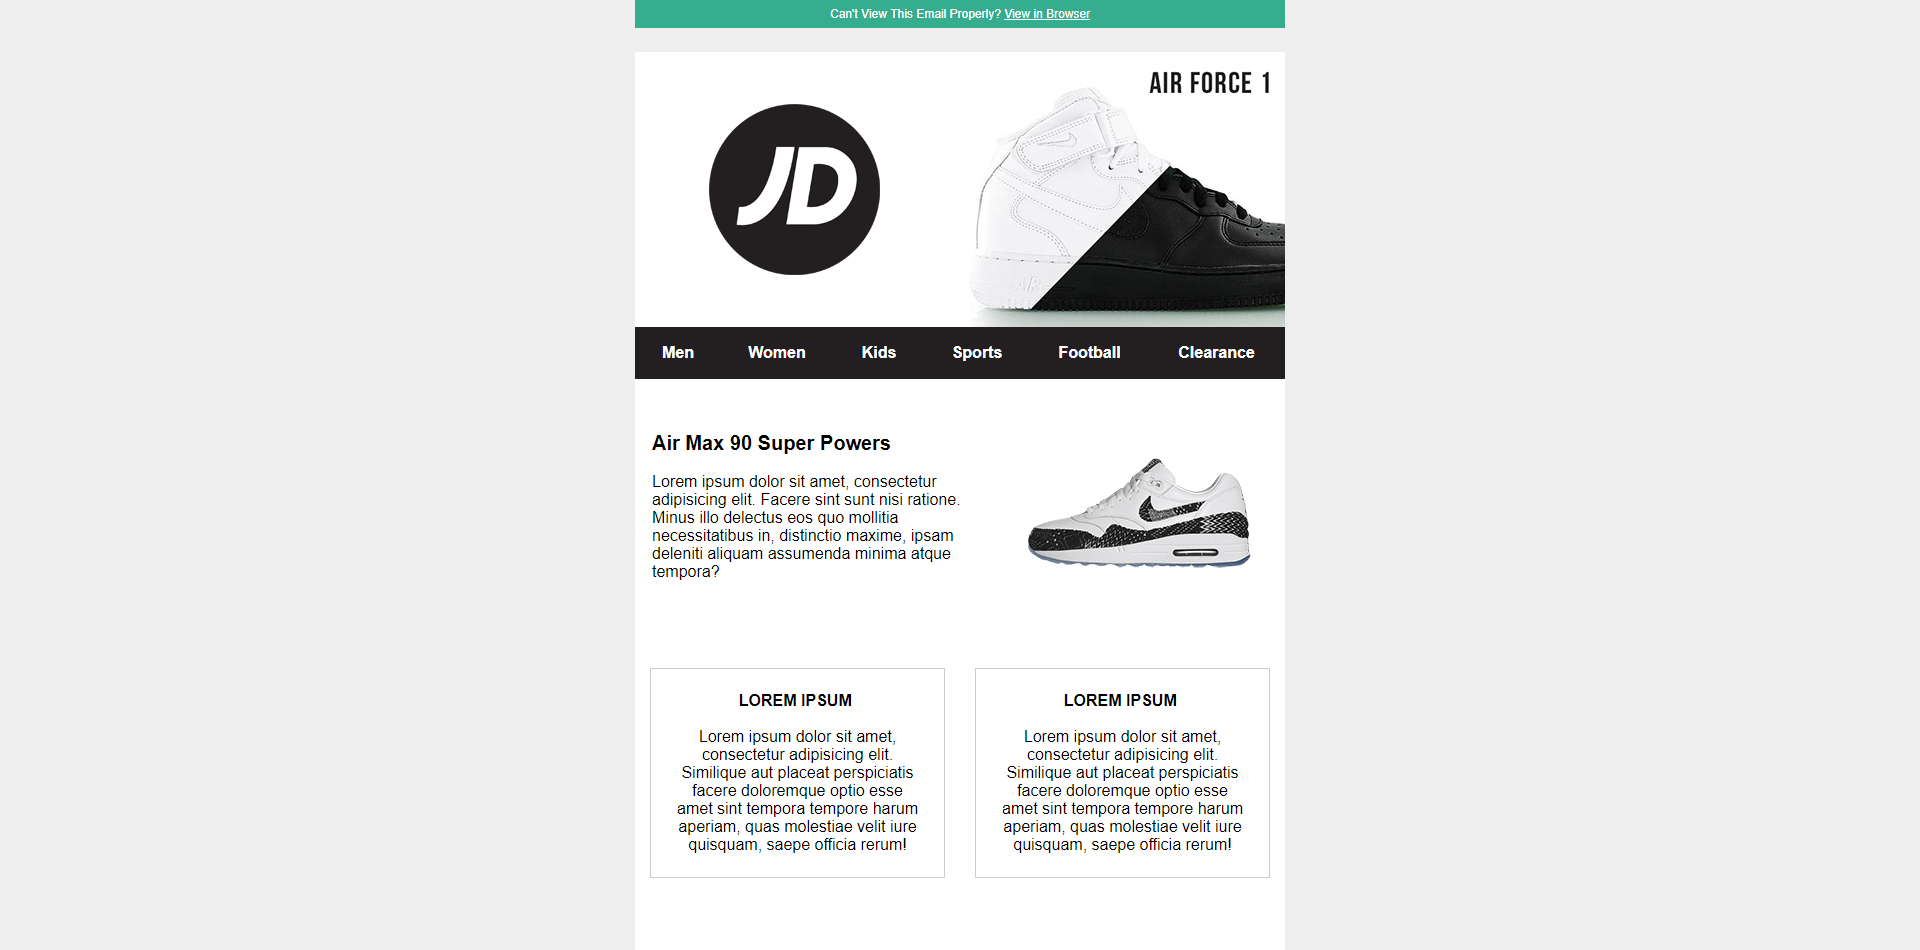 Can't View This Email Properly? View in Browser
AIR FORCE 1
JD
Men Women Kids Sports Football Clearance
Air Max 90 Super Powers
Lorem ipsum dolor sit amet, consectetur
adipisicing elit. Facere sint sunt nisi ratione.
Minus illo delectus eos quo mollitia
necessitatibus in, distinctio maxime, ipsam
deleniti aliquam assumenda minima atque
tempora?
LOREM IPSUM
Lorem ipsum dolor sit amet,
consectetur adipisicing elit.
Similique aut placeat perspiciatis
facere doloremque optio esse
amet sint tempora tempore harum
aperiam, quas molestiae velit iure
quisquam, saepe officia rerum!
LOREM IPSUM
Lorem ipsum dolor sit amet,
consectetur adipisicing elit.
Similique aut placeat perspiciatis
facere doloremque optio esse
amet sint tempora tempore harum
aperiam, quas molestiae velit iure
quisquam, saepe officia rerum!